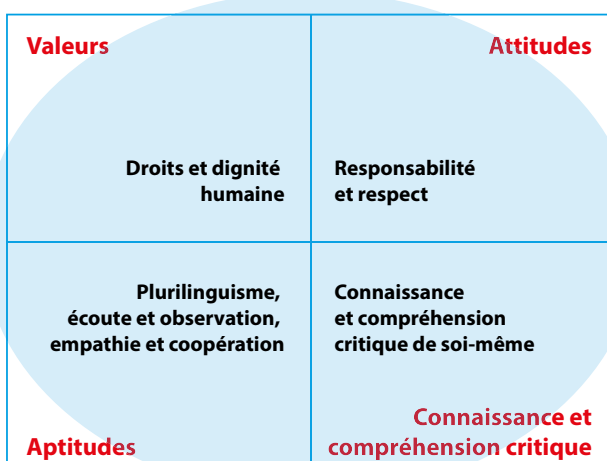 Valeurs
Attitudes
Droits et dignité
humaine
Responsabilité
et respect
Plurilinguisme,
écoute et observation,
empathie et coopération
Connaissance
et compréhension
critique de soi-même
Aptitudes
Connaissance et
compréhension critique